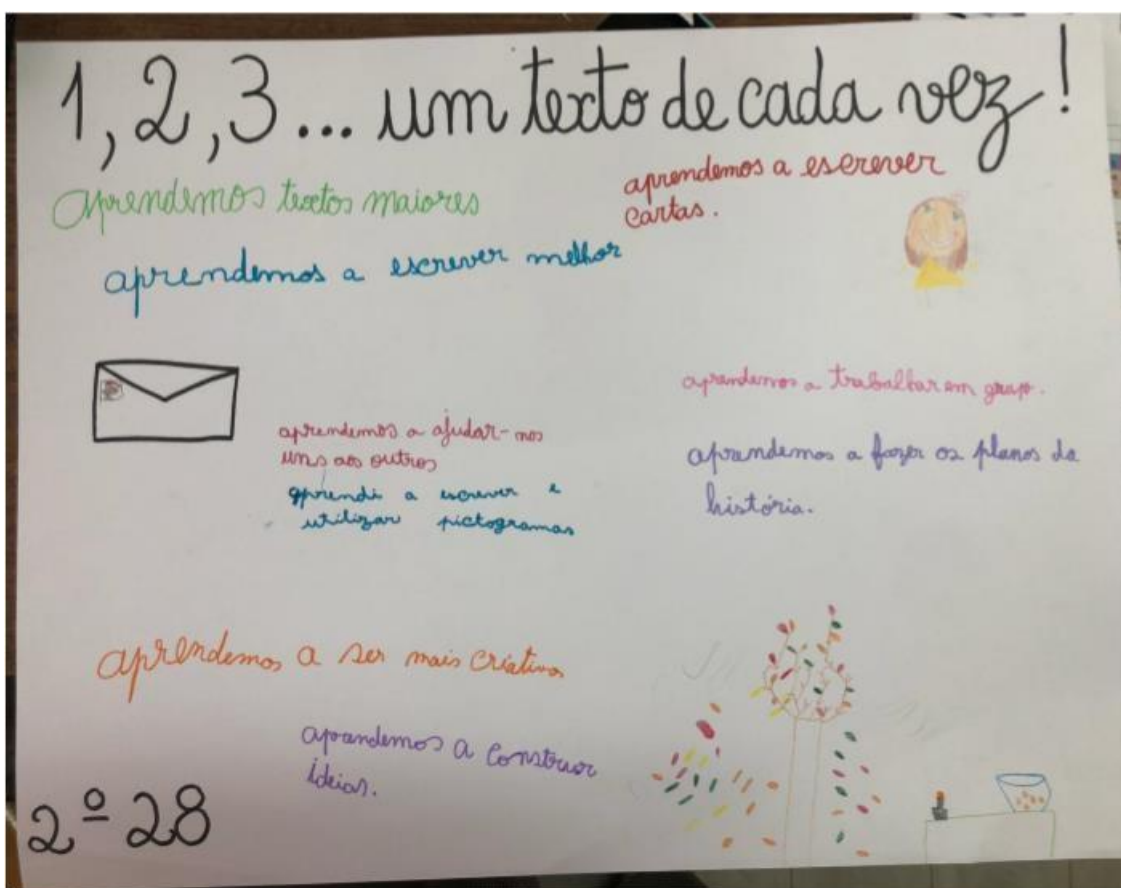 1, 2, 3... um texto de cada vez!
aprendemos textos maiores
aprendemos a escrever
cartas.
aprendemos a escrever melhor
aprendemos a trabalhar em grupo.
aprendemos a ajudar-nos
uns aos outros
aprendi a escrever e
utilizar pictogramas
aprendemos a fazer os planos da
história.
aprendemos a ser mais criativos
aprendemos a construir
ideias.
2º 28